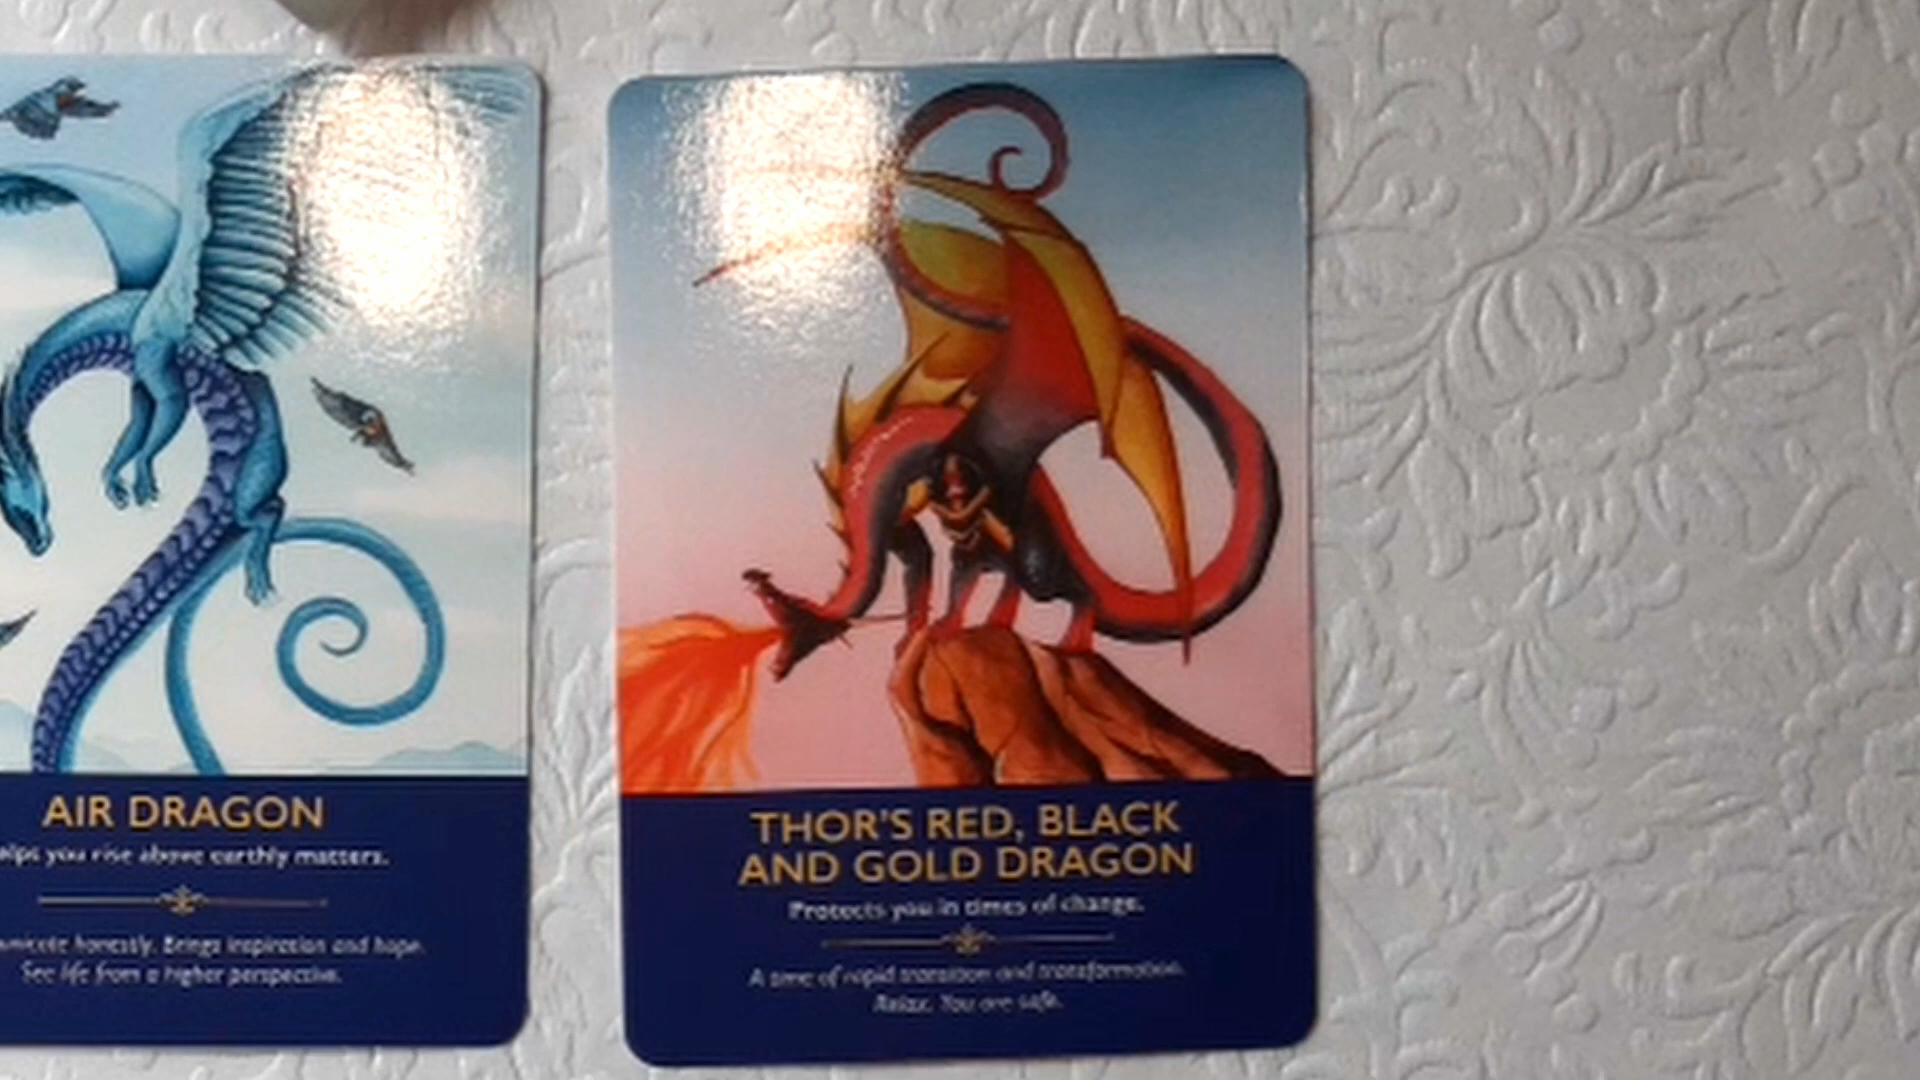 AIR DRAGON
you rise above earthly matters.
honestly. Brings inspiration and hope.
See life from a higher perspective.
THOR'S RED, BLACK
AND GOLD DRAGON
Protects you in times of change.
A time of rapid transition and transformation.
Relax. You are safe.